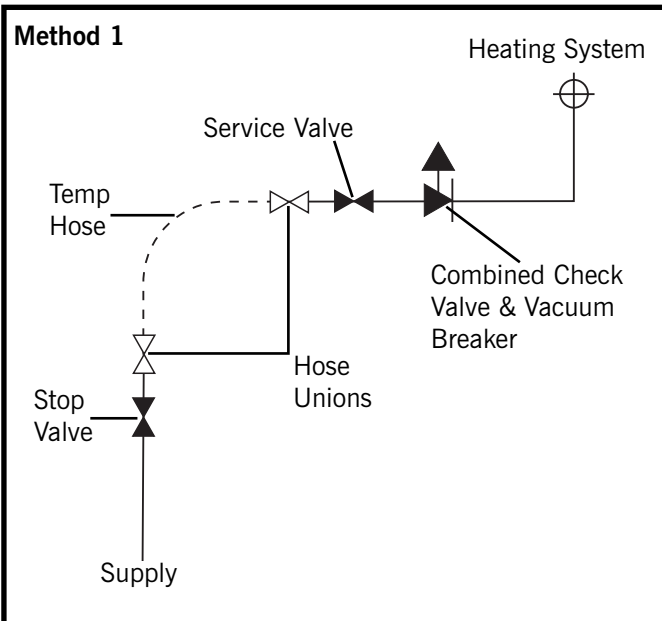 Method 1
Heating System
Service Valve
Temp
Hose
Combined Check
Valve & Vacuum
Breaker
Hose
Unions
Stop
Valve
Supply